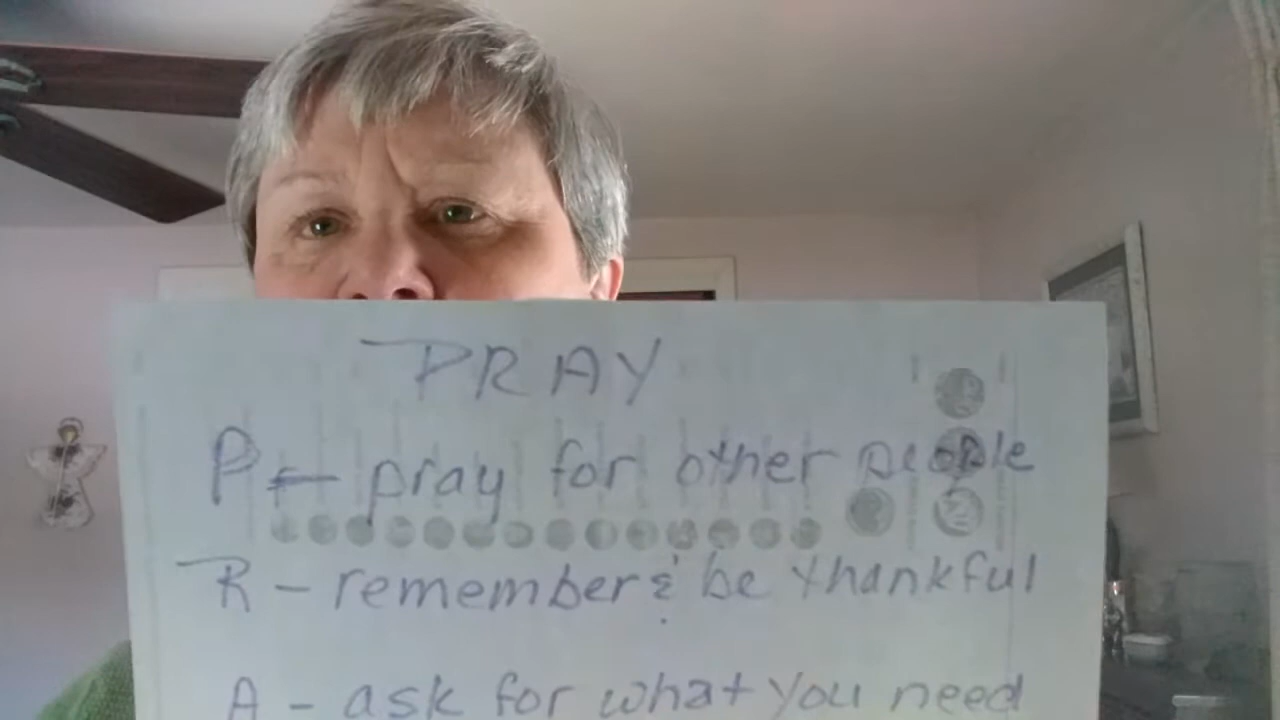 PRAY
P - pray for other people
R - remember & be thankful
A - ask for what you need